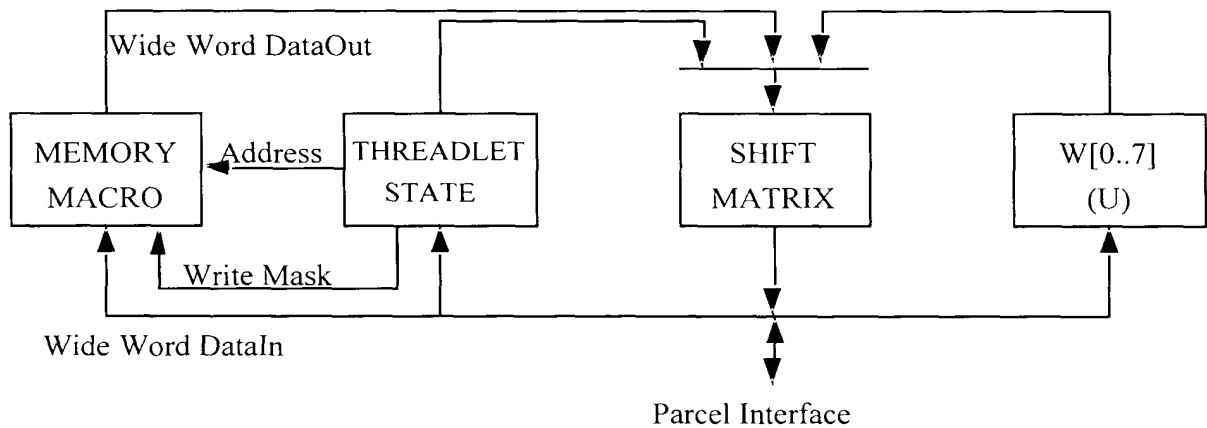 Wide Word DataOut
MEMORY
MACRO
Address
THREADLET
STATE
SHIFT
MATRIX
W[0..7]
(U)
Write Mask
Wide Word DataIn
Parcel Interface